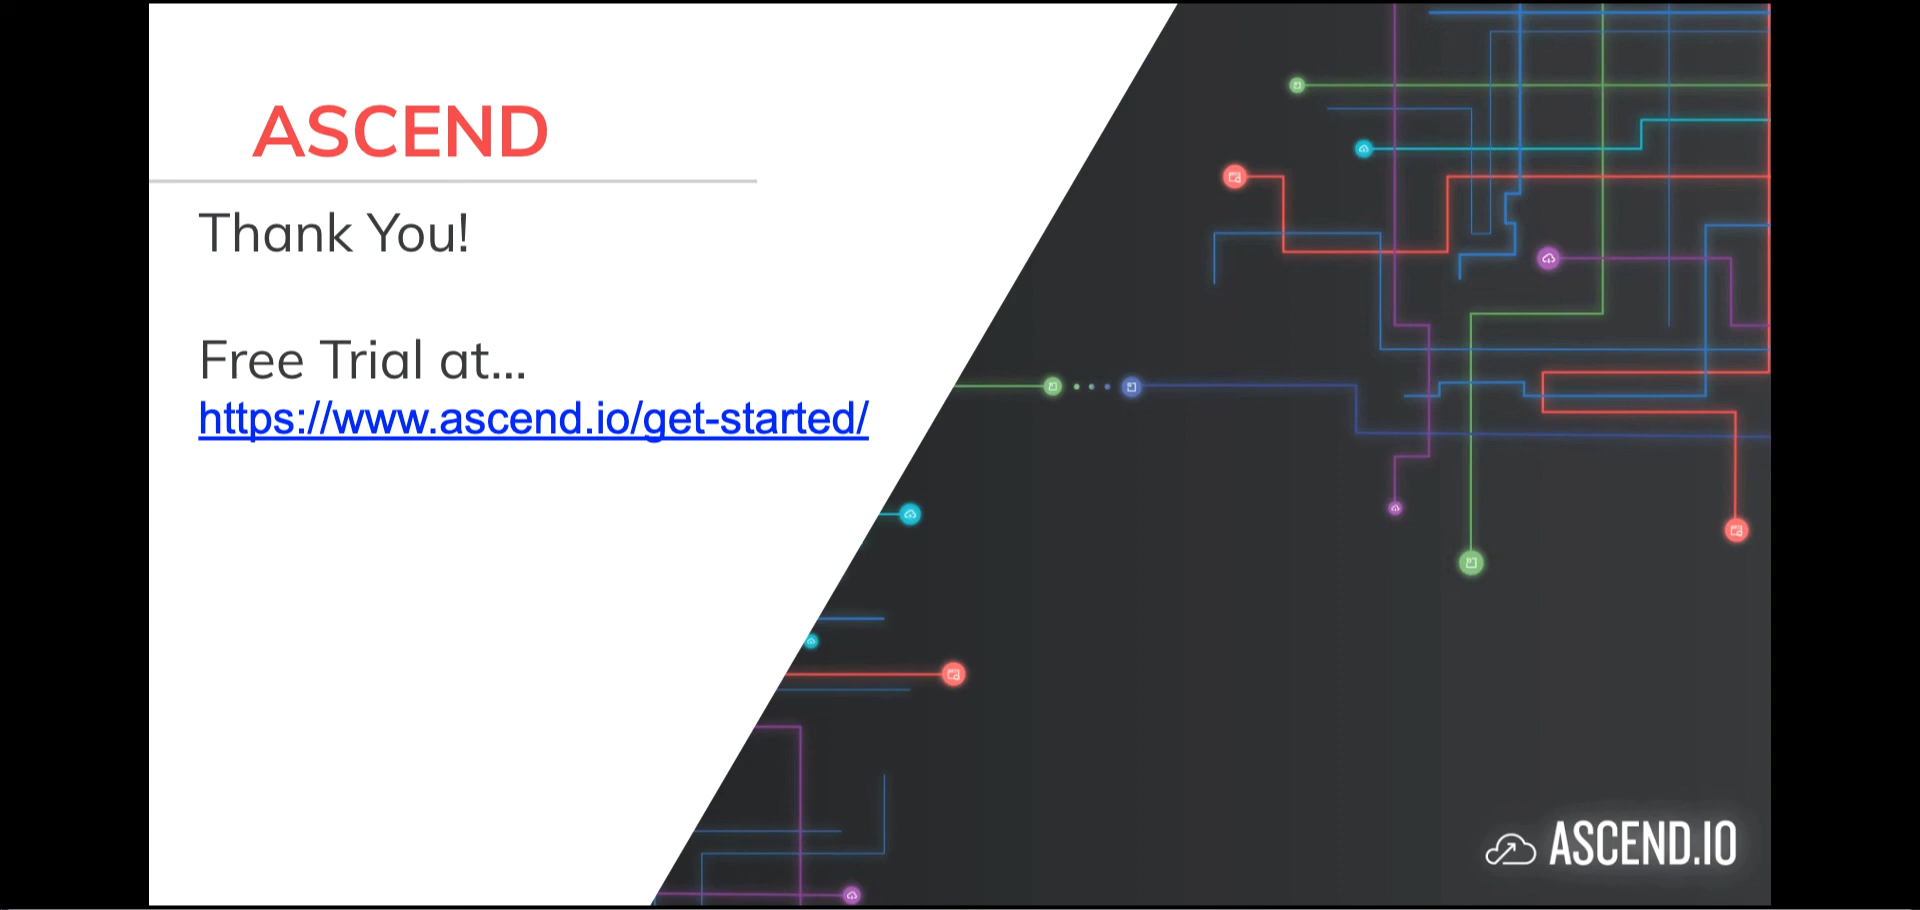 ASCEND
Thank You!
Free Trial at...
https://www.ascend.io/get-started/
ASCEND.IO